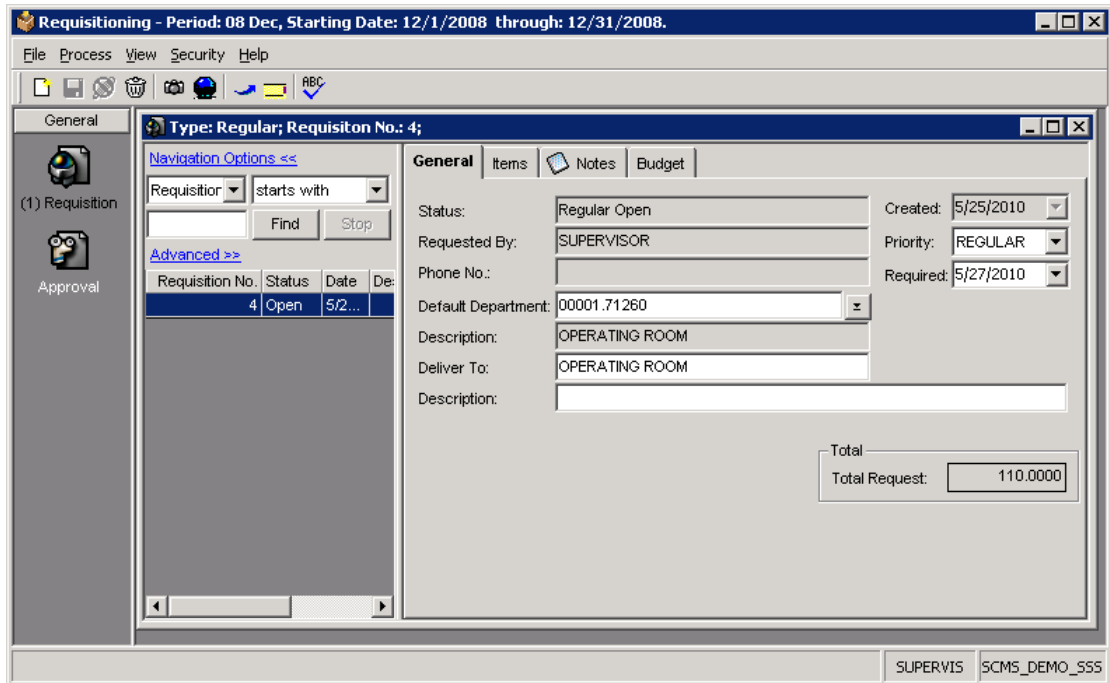 Requisitioning - Period: 08 Dec, Starting Date: 12/1/2008 through: 12/31/2008.
File Process View Security Help
ABC
General
(1) Requisition
Approval
Type: Regular; Requisiton No.: 4;
Navigation Options <<
Requisitior starts with
Find Stop
Advanced >>
Requisition No. Status Date De
4 Open 5/2...
General Items Notes Budget
Status: Regular Open Created: 5/25/2010
Requested By: SUPERVISOR Priority: REGULAR
Phone No.: Required: 5/27/2010
Default Department: 00001.71260
Description: OPERATING ROOM
Deliver To: OPERATING ROOM
Description:
Total
Total Request: 110.0000
SUPERVIS SCMS_DEMO_SSS